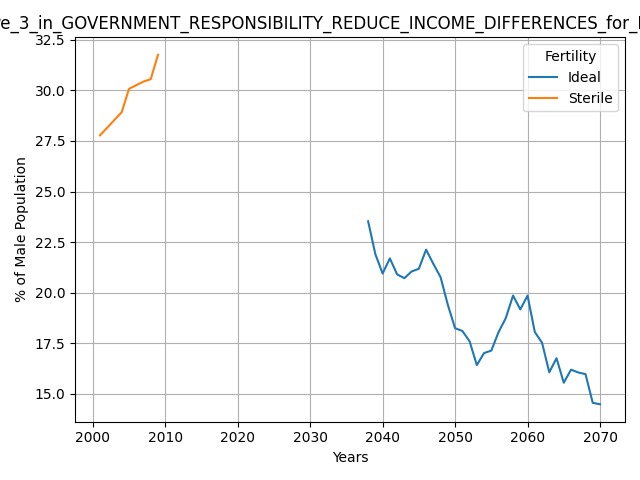 e_3_in_GOVERNMENT_RESPONSIBILITY_REDUCE_INCOME_DIFFERENCES_for_
32.5
30.0
27.5
25.0
22.5
20.0
17.5
15.0
% of Male Population
Fertility
Ideal
Sterile
2000 2010 2020 2030 2040 2050 2060 2070
Years